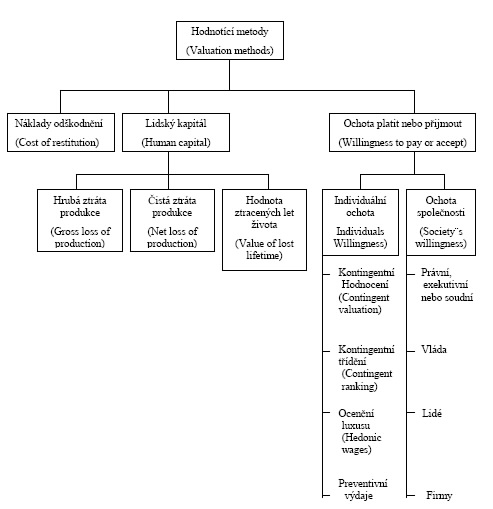 Hodnotící metody
(Valuation methods)
Náklady odškodnění
(Cost of restitution)
Lidský kapitál
(Human capital)
Ochota platit nebo přijmout
(Willingness to pay or accept)
Hrubá ztráta
produkce
(Gross loss of
production)
Čistá ztráta
produkce
(Net loss of
production)
Hodnota
ztracených let
života
(Value of lost
lifetime)
Individuální
ochota
Individuals
Willingness)
Ochota
společnosti
(Society¨s
willingness)
Kontingentní
Hodnocení
(Contingent
valuation)
Kontingentní
třídění
(Contingent
ranking)
Ocenění
luxusu
(Hedonic
wages)
Preventivní
výdaje
Právní,
exekutivní
nebo soudní
Vláda
Lidé
Firmy